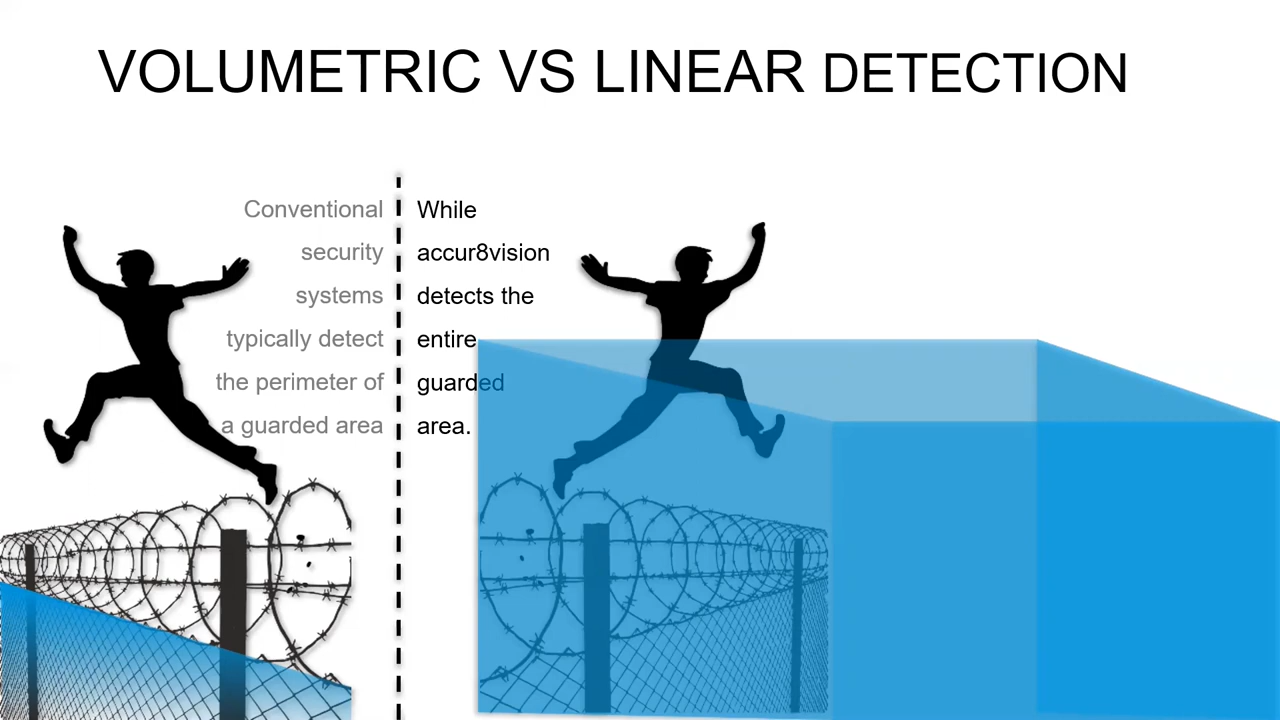 VOLUMETRIC VS LINEAR DETECTION
Conventional
security
systems
typically detect
the perimeter of
a guarded area
While
accur8vision
detects the
entire
guarded
area.